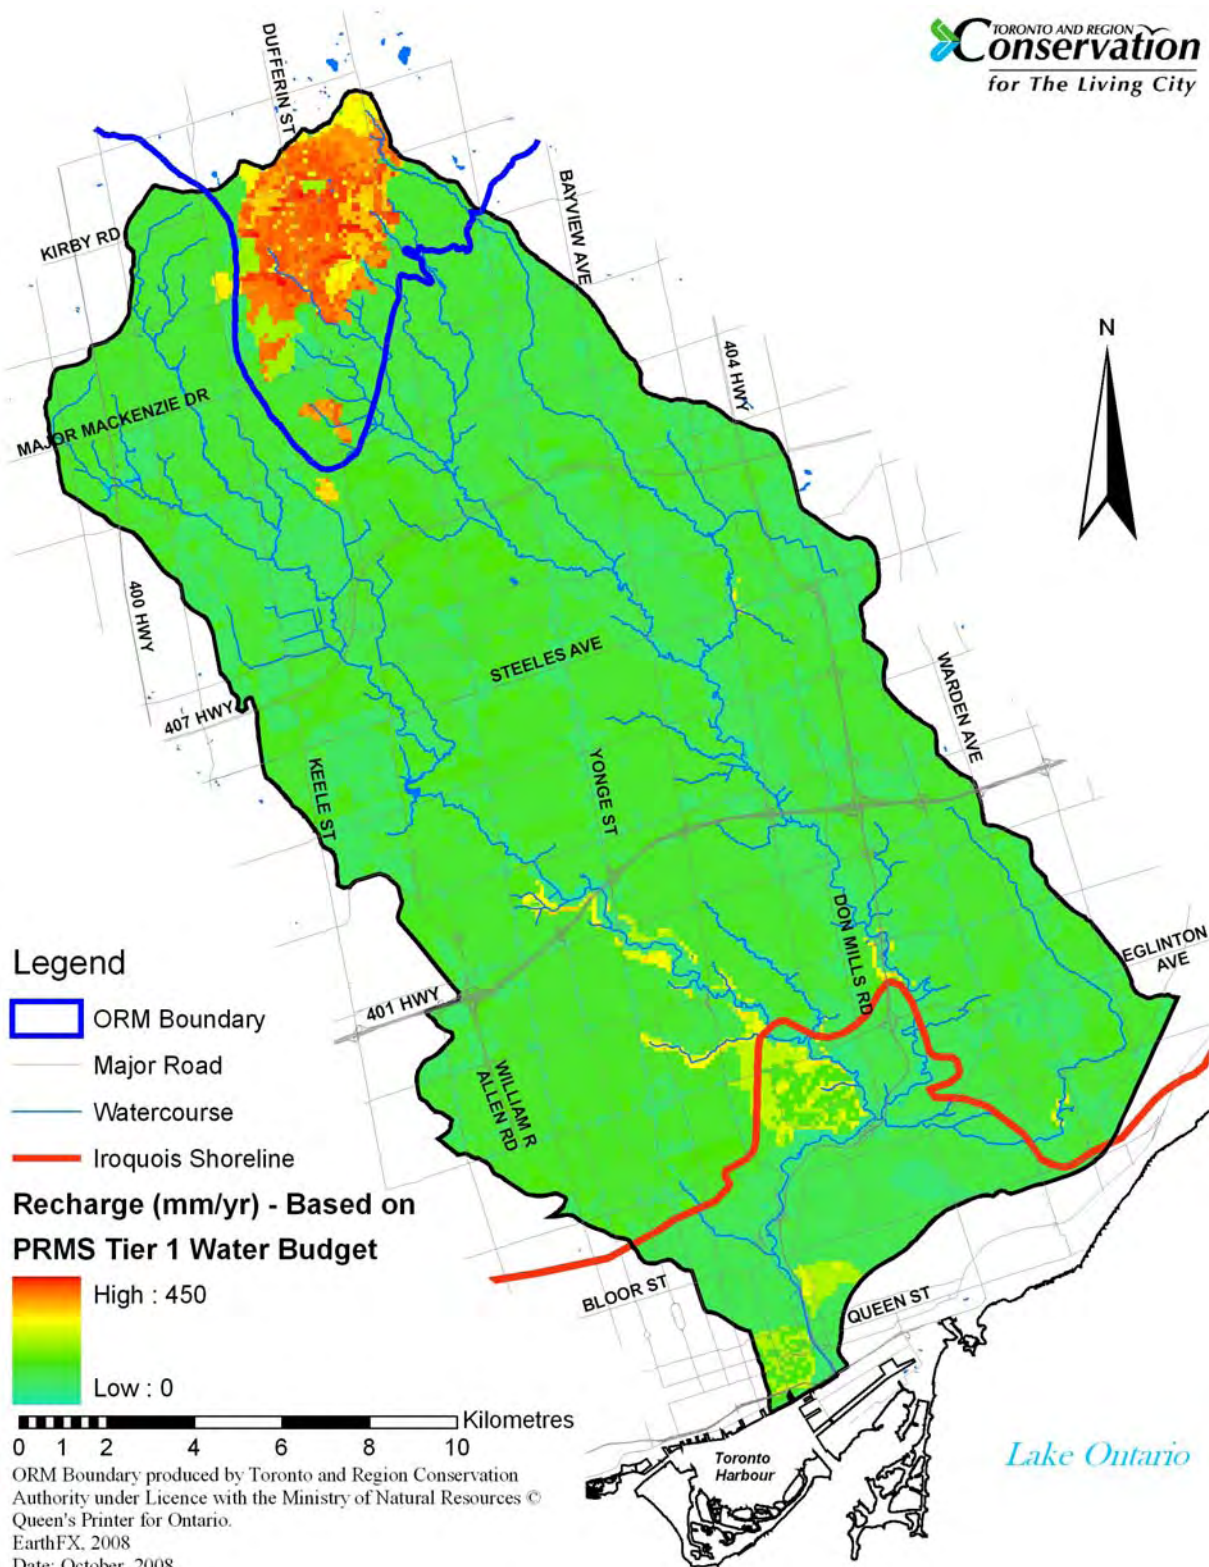 TORONTO AND REGION
Conservation
for The Living City
DUFFERIN ST
BAYVIEW AVE
KIRBY RD
N
404 HWY
MAJOR MACKENZIE DR
400 HWY
STEELES AVE
WARDEN AVE
407 HWY
KEELE ST
YONGE ST
DON MILLS RD
EGLINTON
AVE
401 HWY
WILLIAM R
ALLEN RD
BLOOR ST
QUEEN ST
Legend
ORM Boundary
Major Road
Watercourse
Iroquois Shoreline
Recharge (mm/yr) - Based on
PRMS Tier 1 Water Budget
High : 450
Low : 0
Kilometres
0 1 2 4 6 8 10
Toronto
Harbour
Lake Ontario
ORM Boundary produced by Toronto and Region Conservation
Authority under Licence with the Ministry of Natural Resources ©
Queen's Printer for Ontario.
EarthFX, 2008
Date: October, 2008